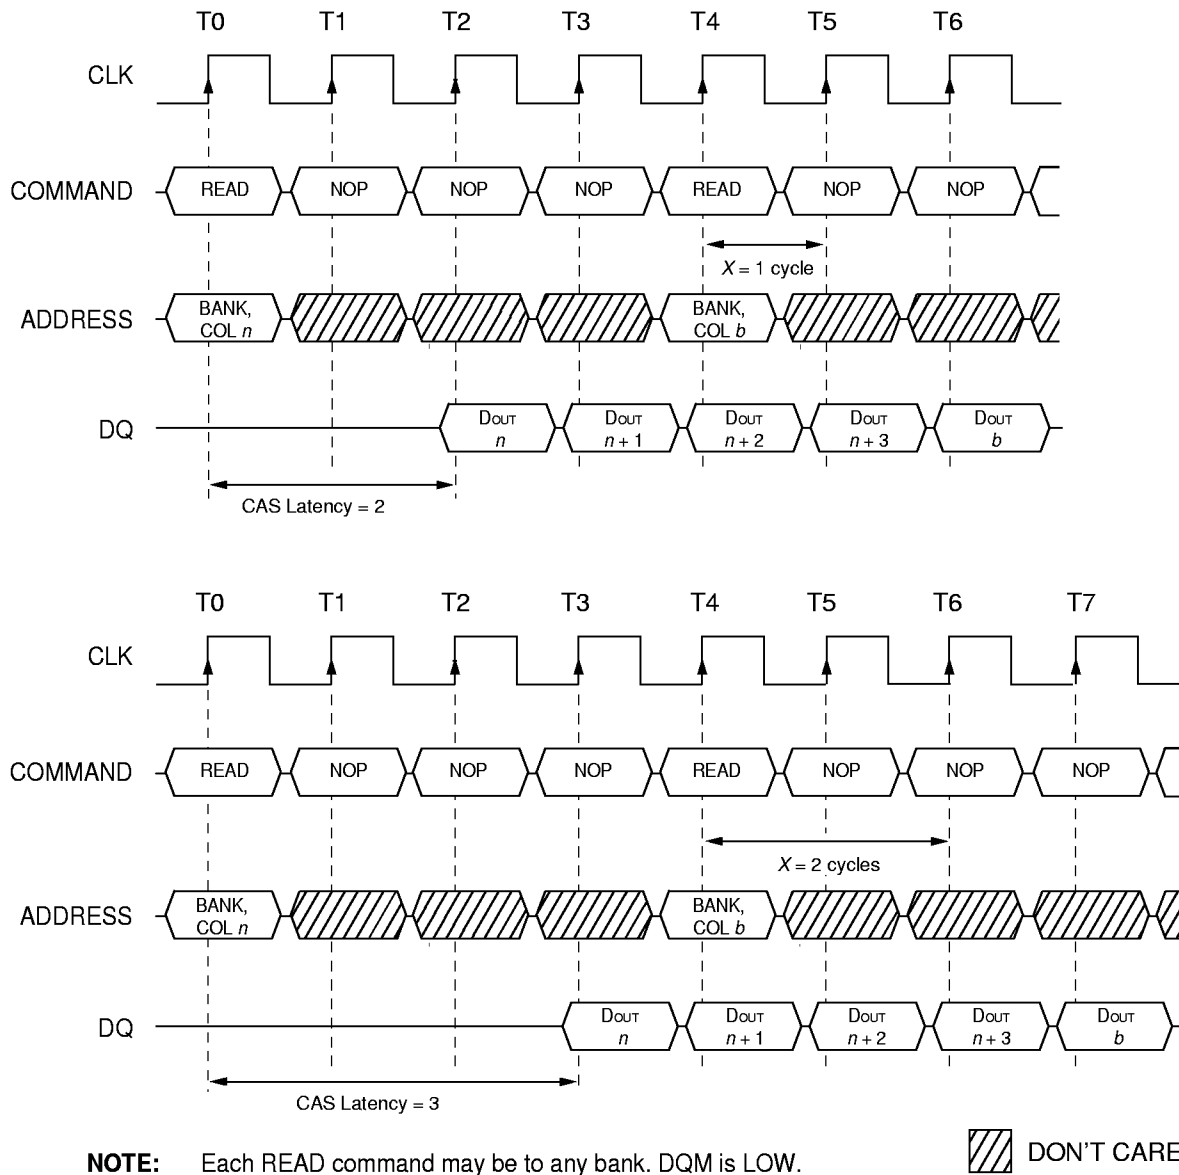 T0 T1 T2 T3 T4 T5 T6
CLK
COMMAND READ NOP NOP NOP READ NOP NOP
X = 1 cycle
ADDRESS BANK, COL n BANK, COL b
DQ DOUT n DOUT n + 1 DOUT n + 2 DOUT n + 3 DOUT b
CAS Latency = 2
T0 T1 T2 T3 T4 T5 T6 T7
CLK
COMMAND READ NOP NOP NOP READ NOP NOP NOP
X = 2 cycles
ADDRESS BANK, COL n BANK, COL b
DQ DOUT n DOUT n + 1 DOUT n + 2 DOUT n + 3 DOUT b
CAS Latency = 3
NOTE: Each READ command may be to any bank. DQM is LOW.
DON'T CARE